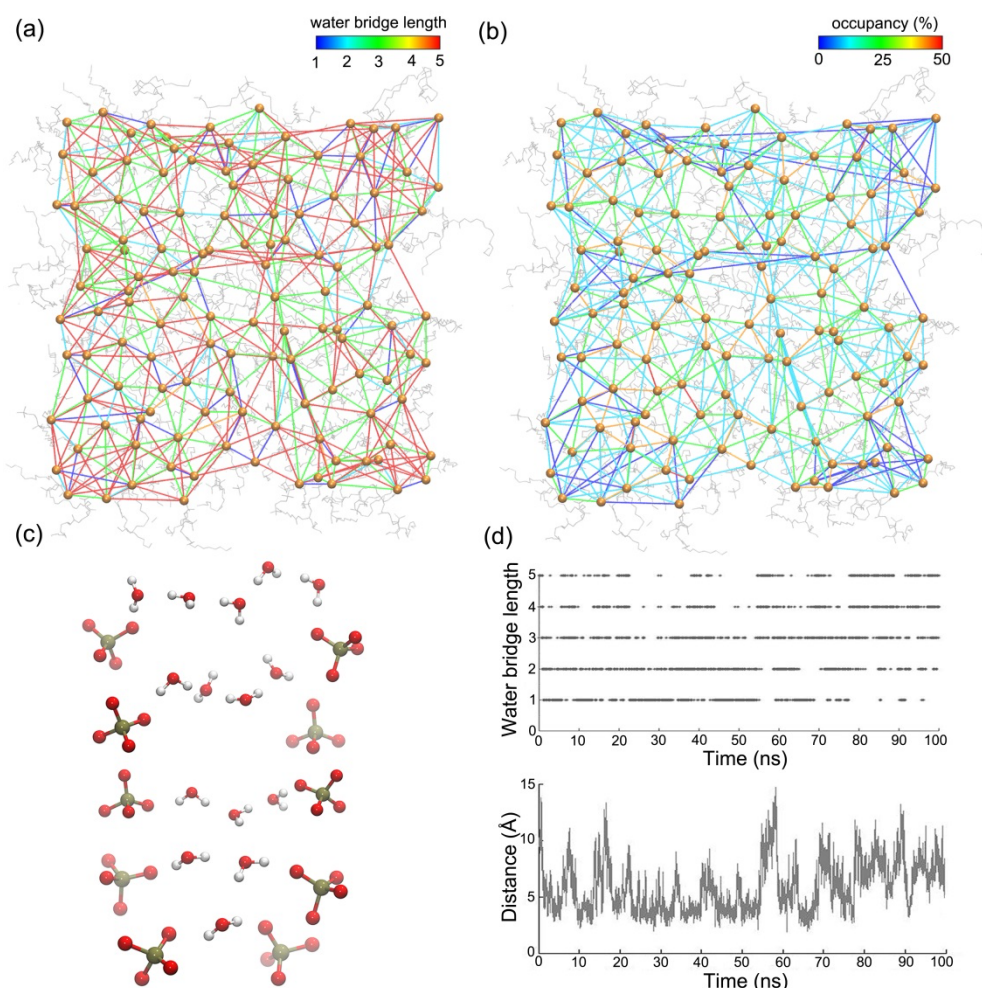 (a)
water bridge length
1 2 3 4 5
(b)
occupancy (%)
0 25 50
(c)
(d)
Water bridge length
5
4
3
2
1
0
0 10 20 30 40 50 60 70 80 90 100
Time (ns)
Distance (Å)
15
10
5
0
0 10 20 30 40 50 60 70 80 90 100
Time (ns)